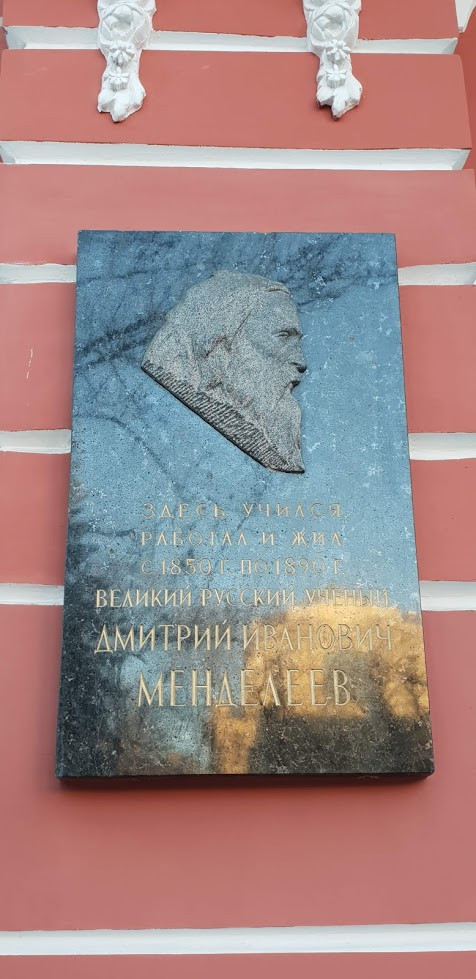 ЗДЕСЬ УЧИЛСЯ,
РАБОТАЛ И ЖИЛ
С 1850 Г. ПО 1890 Г.
ВЕЛИКИЙ РУССКИЙ УЧЕНЫЙ
ДМИТРИЙ ИВАНОВИЧ
МЕНДЕЛЕЕВ